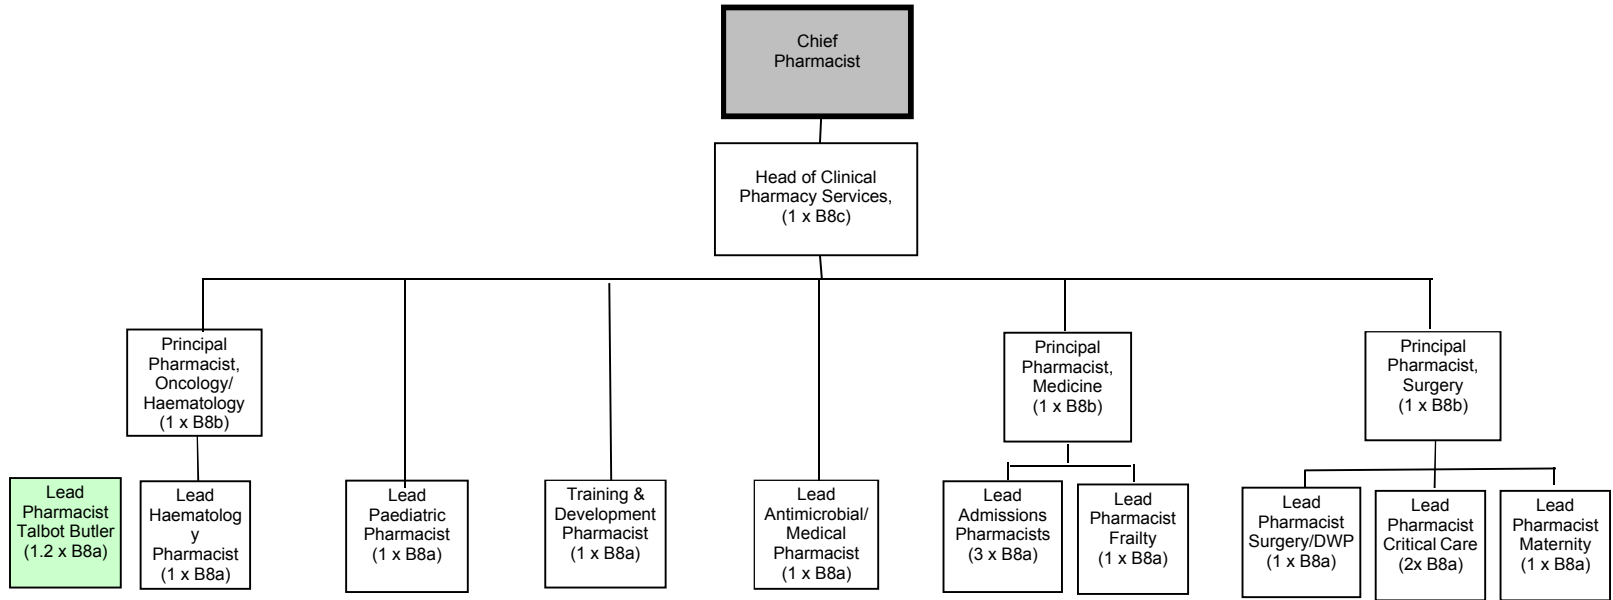 Chief
Pharmacist
Head of Clinical
Pharmacy Services,
(1 x B8c)
Principal
Pharmacist,
Oncology/
Haematology
(1 x B8b)
Principal
Pharmacist,
Medicine
(1 x B8b)
Principal
Pharmacist,
Surgery
(1 x B8b)
Lead
Pharmacist
Talbot Butler
(1.2 x B8a)
Lead
Haematolog
y
Pharmacist
(1 x B8a)
Lead
Paediatric
Pharmacist
(1 x B8a)
Training &
Development
Pharmacist
(1 x B8a)
Lead
Antimicrobial/
Medical
Pharmacist
(1 x B8a)
Lead
Admissions
Pharmacists
(3 x B8a)
Lead
Pharmacist
Frailty
(1 x B8a)
Lead
Pharmacist
Surgery/DWP
(1 x B8a)
Lead
Pharmacist
Critical Care
(2x B8a)
Lead
Pharmacist
Maternity
(1 x B8a)